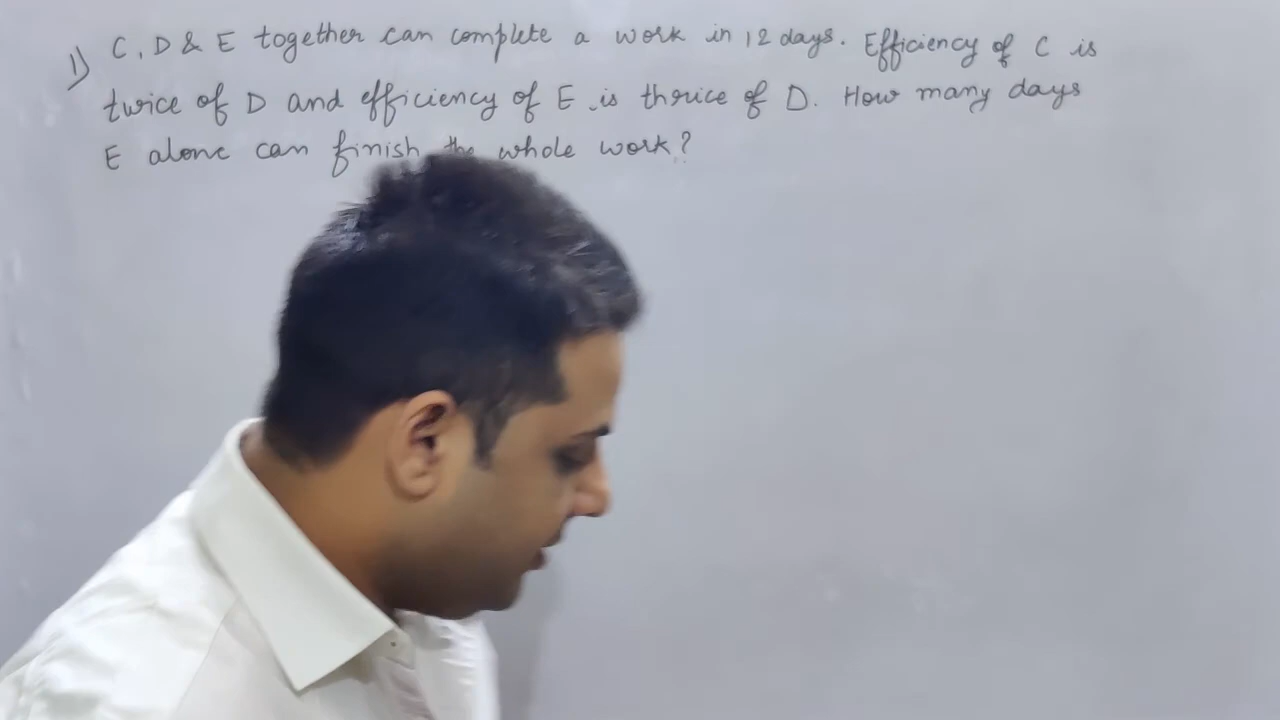 1) C, D & E together can complete a work in 12 days. Efficiency of C is
twice of D and efficiency of E is thrice of D. How many days
E alone can finish the whole work?